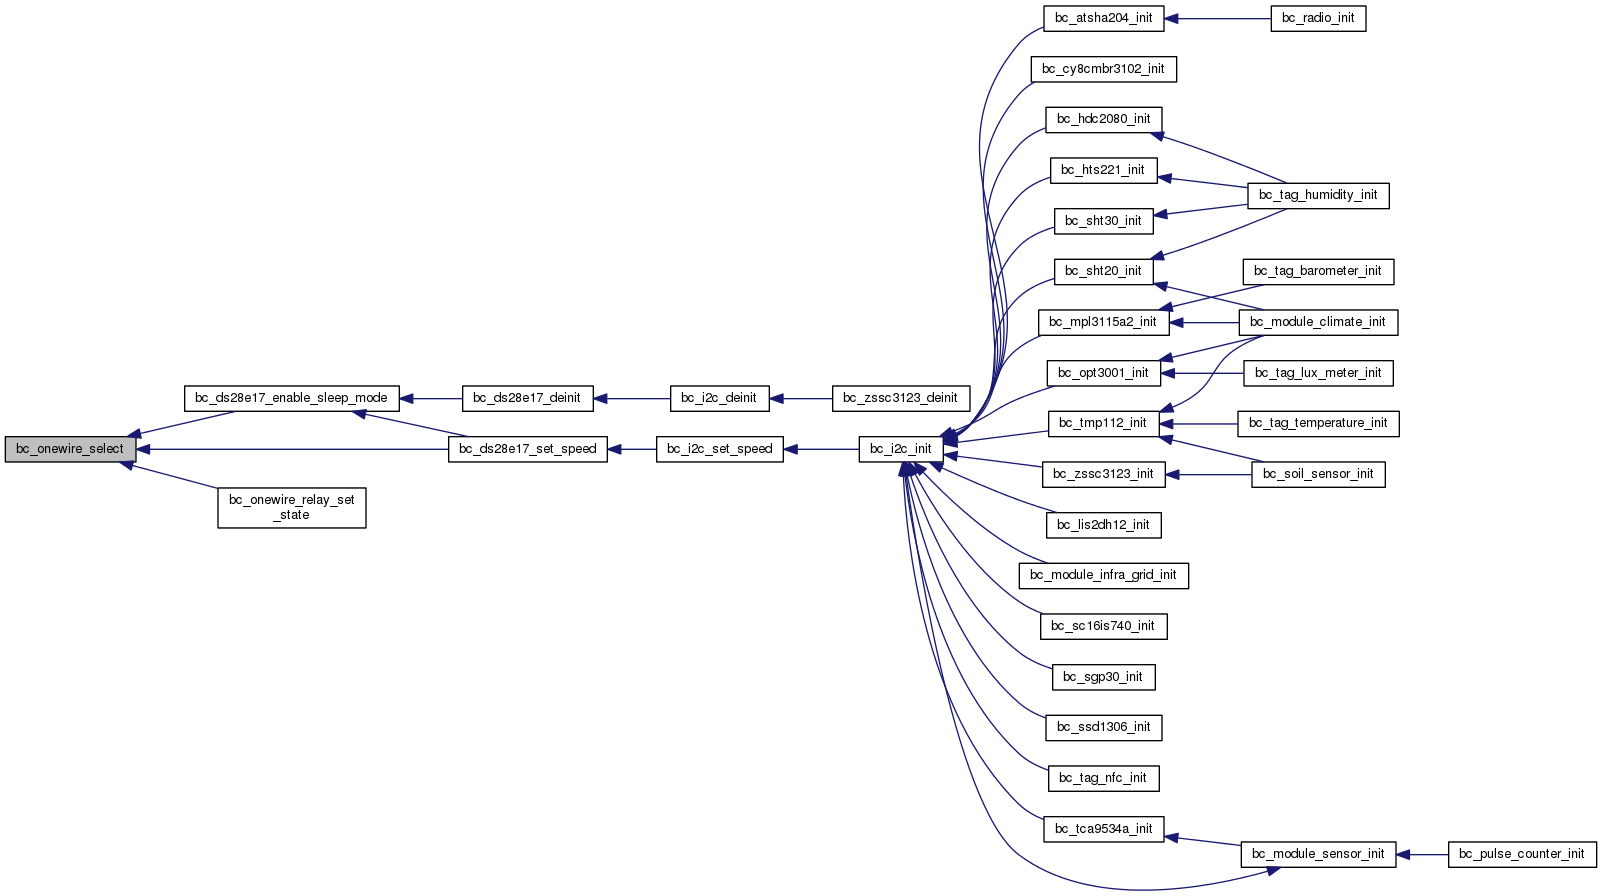 bc_atsha204_init
bc_radio_init
bc_cy8cmbr3102_init
bc_hdc2080_init
bc_hts221_init
bc_tag_humidity_init
bc_sht30_init
bc_sht20_init
bc_tag_barometer_init
bc_mpl3115a2_init
bc_module_climate_init
bc_opt3001_init
bc_tag_lux_meter_init
bc_ds28e17_enable_sleep_mode
bc_ds28e17_deinit
bc_i2c_deinit
bc_zssc3123_deinit
bc_tmp112_init
bc_tag_temperature_init
bc_onewire_select
bc_ds28e17_set_speed
bc_i2c_set_speed
bc_i2c_init
bc_zssc3123_init
bc_soil_sensor_init
bc_onewire_relay_set
_state
bc_lis2dh12_init
bc_module_infra_grid_init
bc_sc16is740_init
bc_sgp30_init
bc_ssd1306_init
bc_tag_nfc_init
bc_tca9534a_init
bc_module_sensor_init
bc_pulse_counter_init